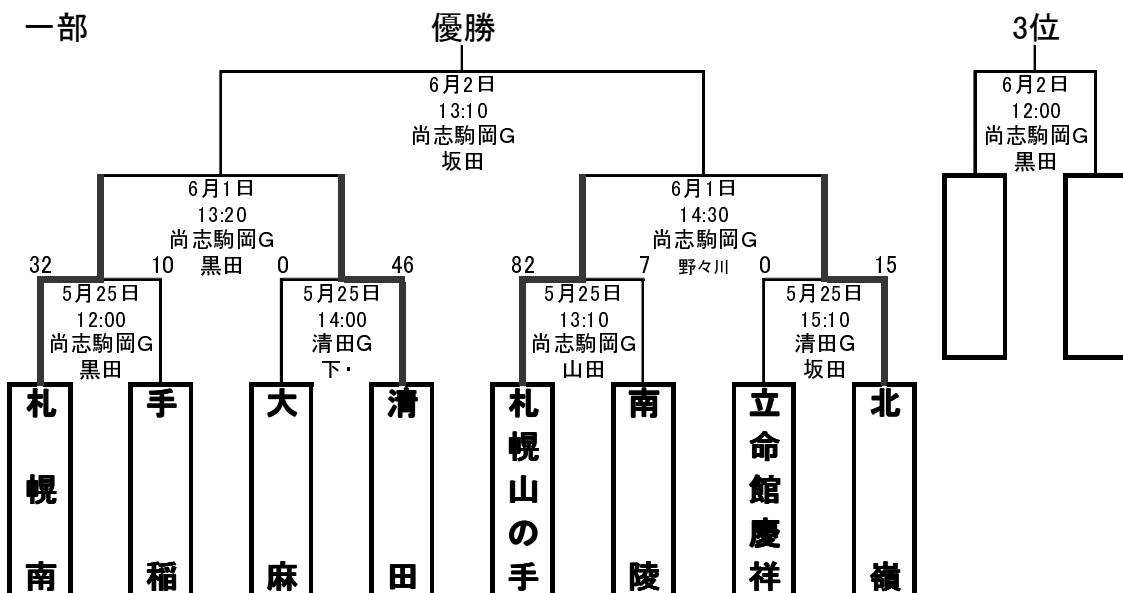 一部
優勝
3位
6月2日
13:10
尚志駒岡G
坂田
6月2日
12:00
尚志駒岡G
黒田
6月1日
13:20
尚志駒岡G
黒田
6月1日
14:30
尚志駒岡G
野々川
32
10
0
46
82
7
0
15
5月25日
12:00
尚志駒岡G
黒田
5月25日
14:00
清田G
下・
5月25日
13:10
尚志駒岡G
山田
5月25日
15:10
清田G
坂田
札幌南
手稲
大麻
清田
札幌山の手
南陵
立命館慶祥
北嶺